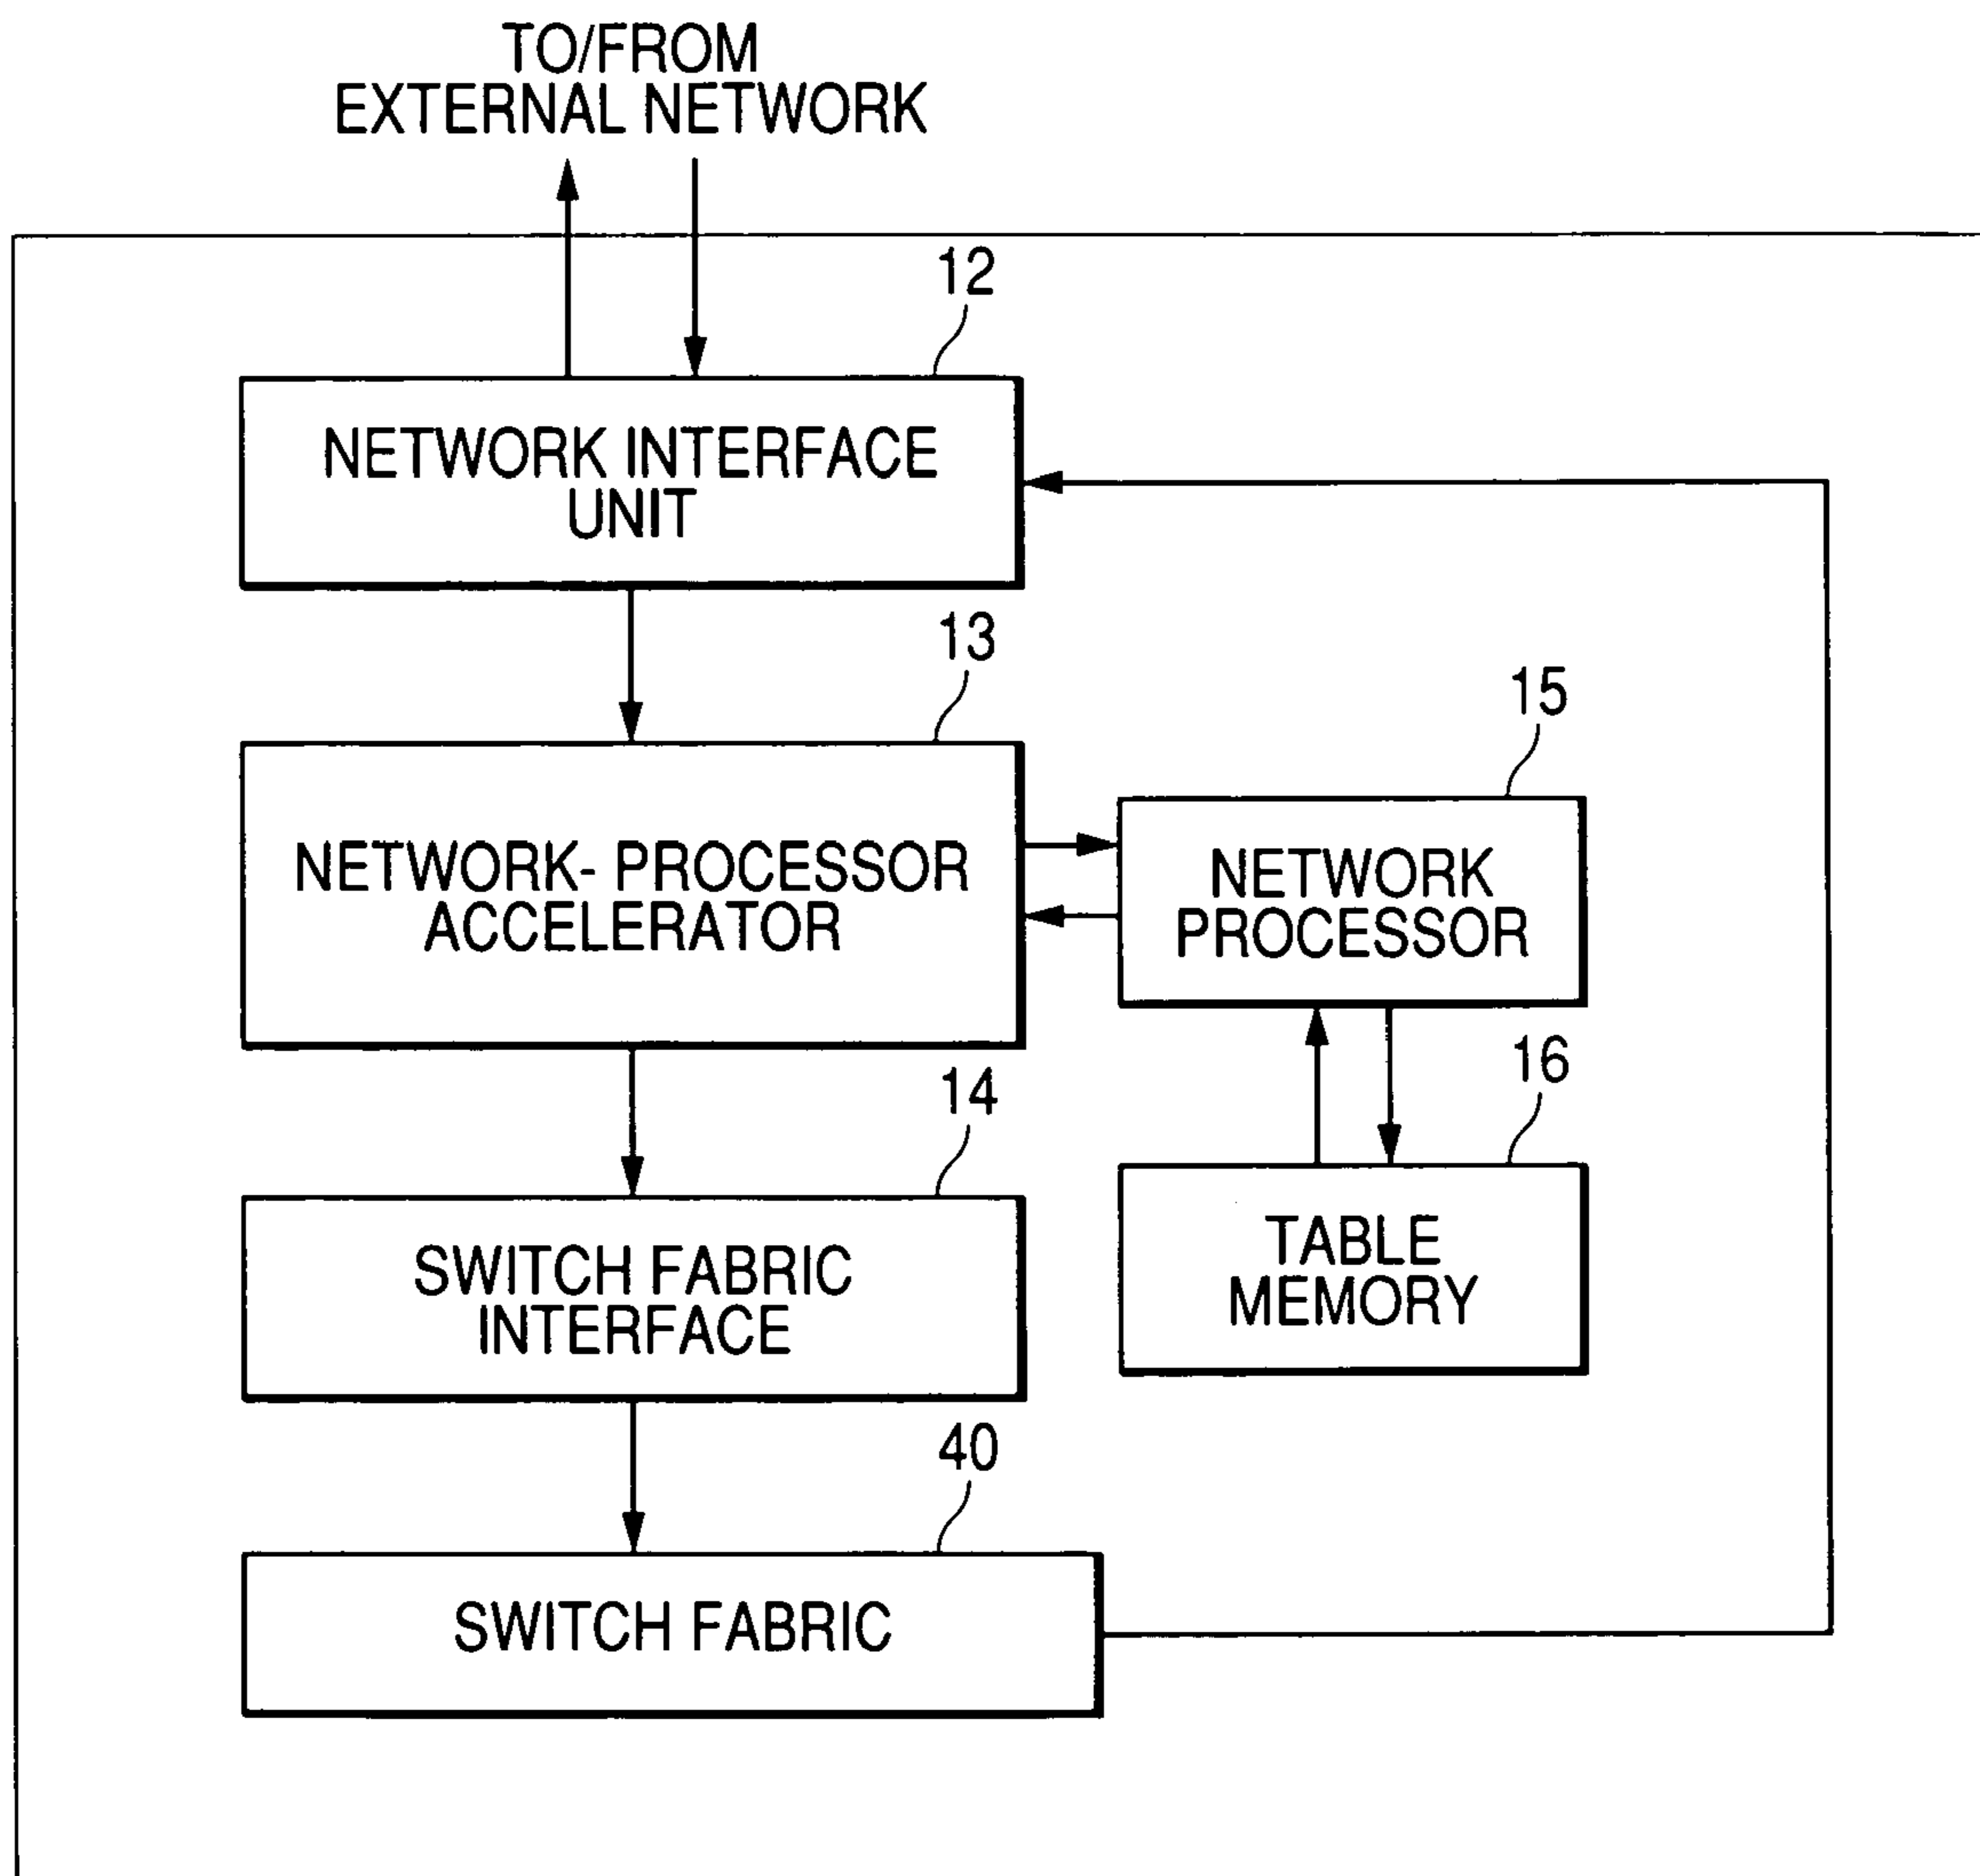 TO/FROM
EXTERNAL NETWORK
12
NETWORK INTERFACE
UNIT
13
NETWORK- PROCESSOR
ACCELERATOR
15
NETWORK
PROCESSOR
14
SWITCH FABRIC
INTERFACE
16
TABLE
MEMORY
40
SWITCH FABRIC